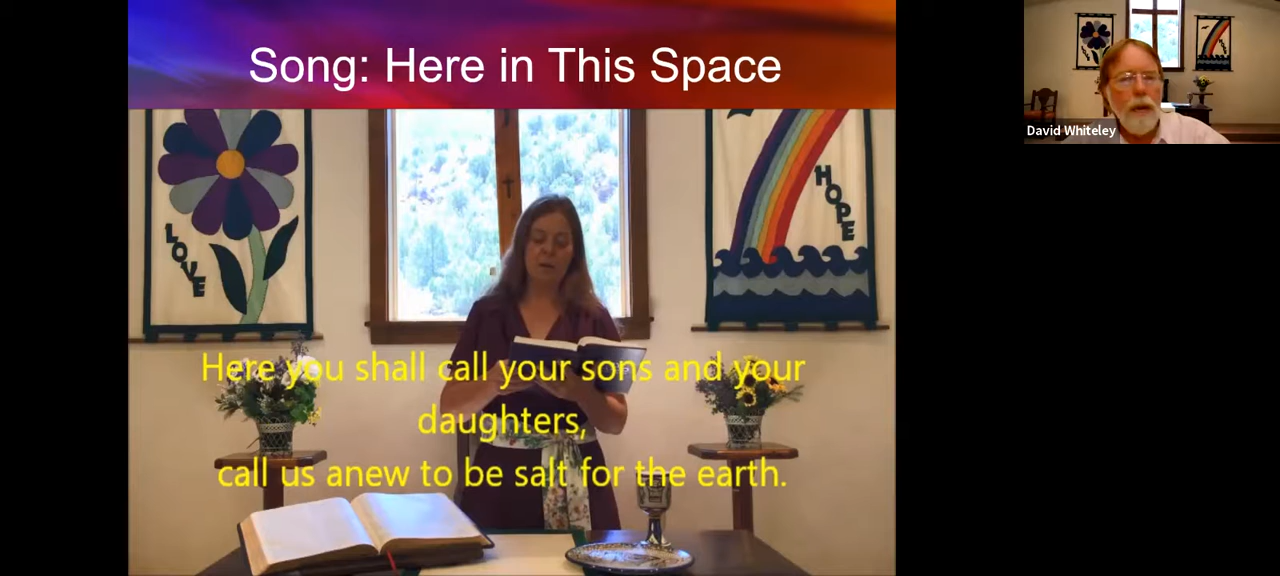 Song: Here in This Space
David Whiteley
LOVE
HOPE
Here you shall call your sons and your
daughters,
call us anew to be salt for the earth.